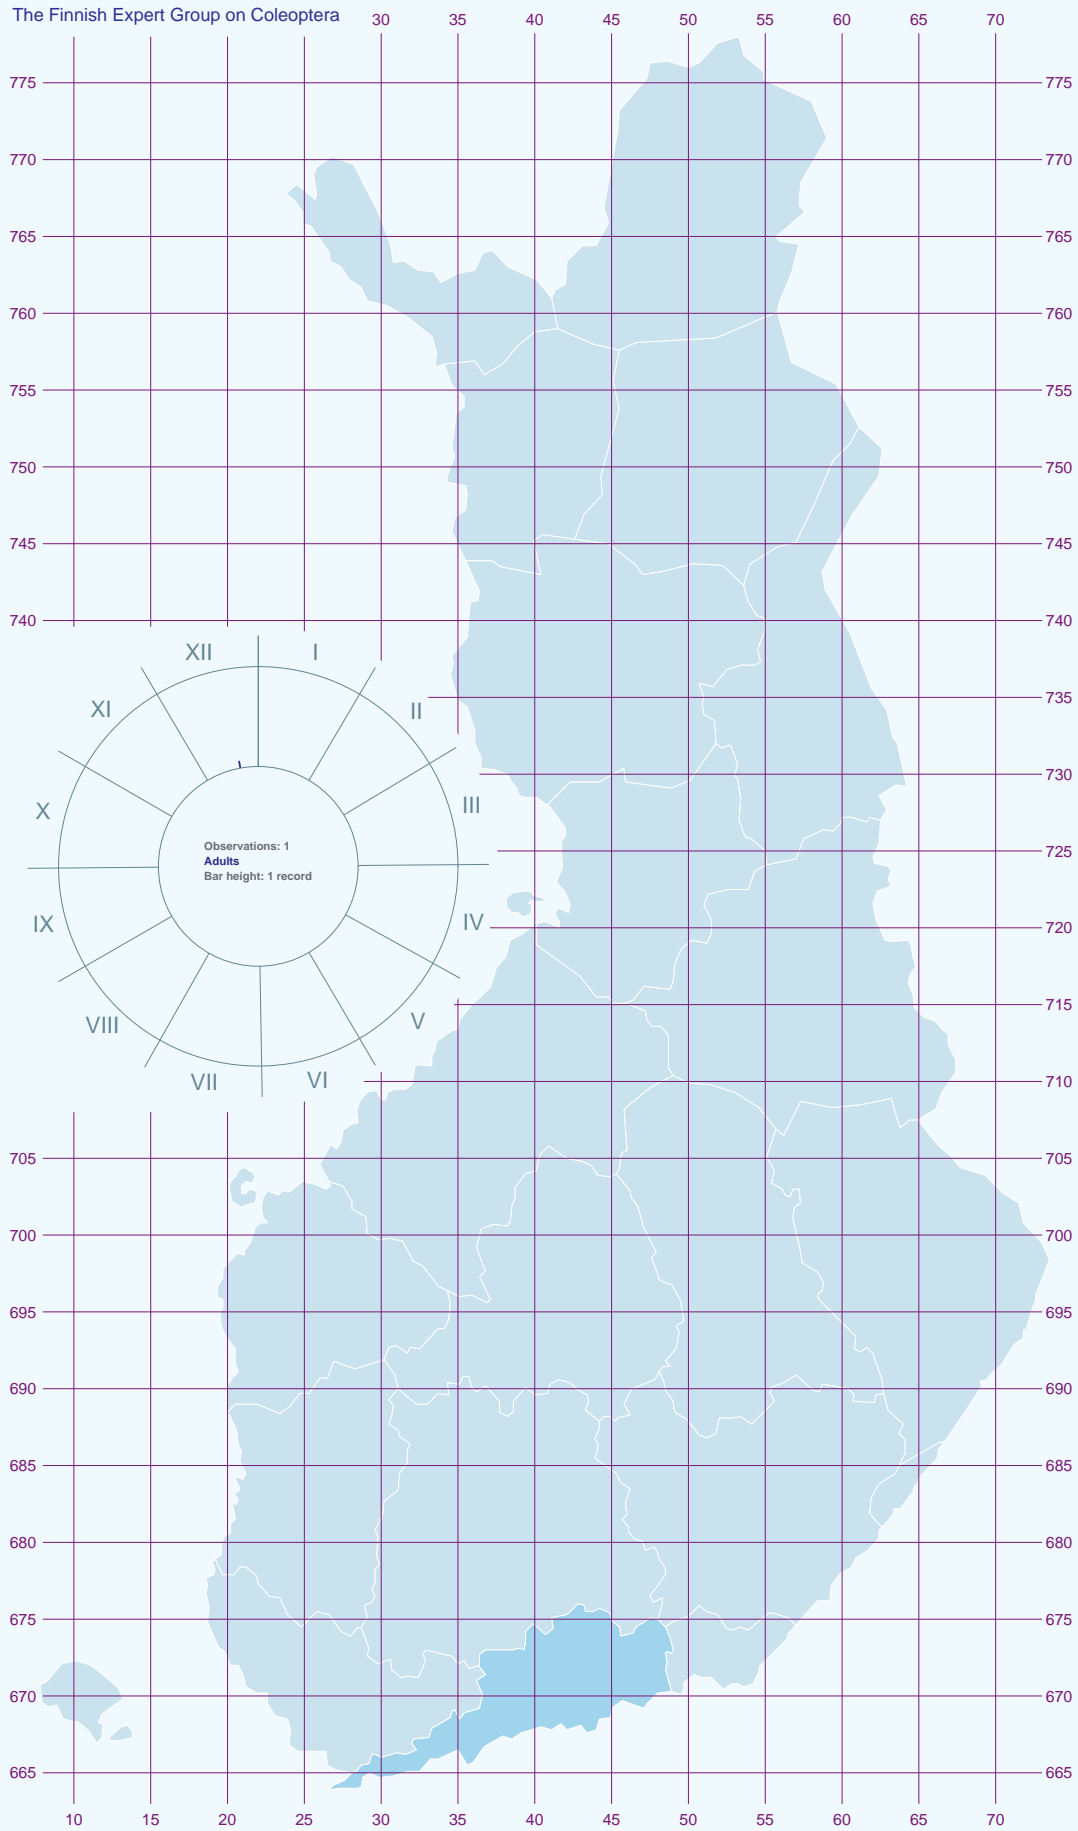 The Finnish Expert Group on Coleoptera 30 35 40 45 50 55 60 65 70
775 775
770 770
765 765
760 760
755 755
750 750
745 745
740 740
XII I
XI II
735
730
X III
725
Observations: 1
Adults
Bar height: 1 record
IX IV
720
VIII V
715
VII VI
710
705 705
700 700
695 695
690 690
685 685
680 680
675 675
670 670
665 665
10 15 20 25 30 35 40 45 50 55 60 65 70